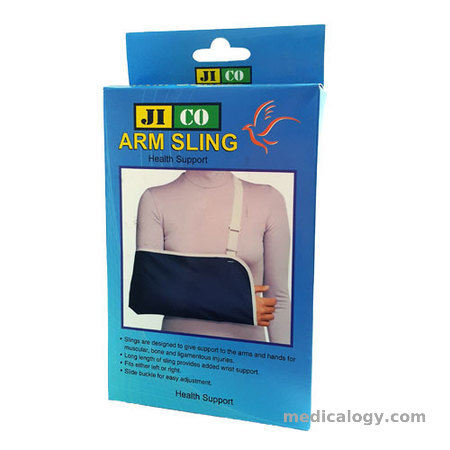 JI CO
JI CO
ARM SLING
Health Support
• Slings are designed to give support to the arms and hands for
muscular, bone and ligamentous injuries.
• Long length of sling provides added wrist support.
• Fits either left or right.
• Side buckle for easy adjustment.
Health Support
medicalogy.com